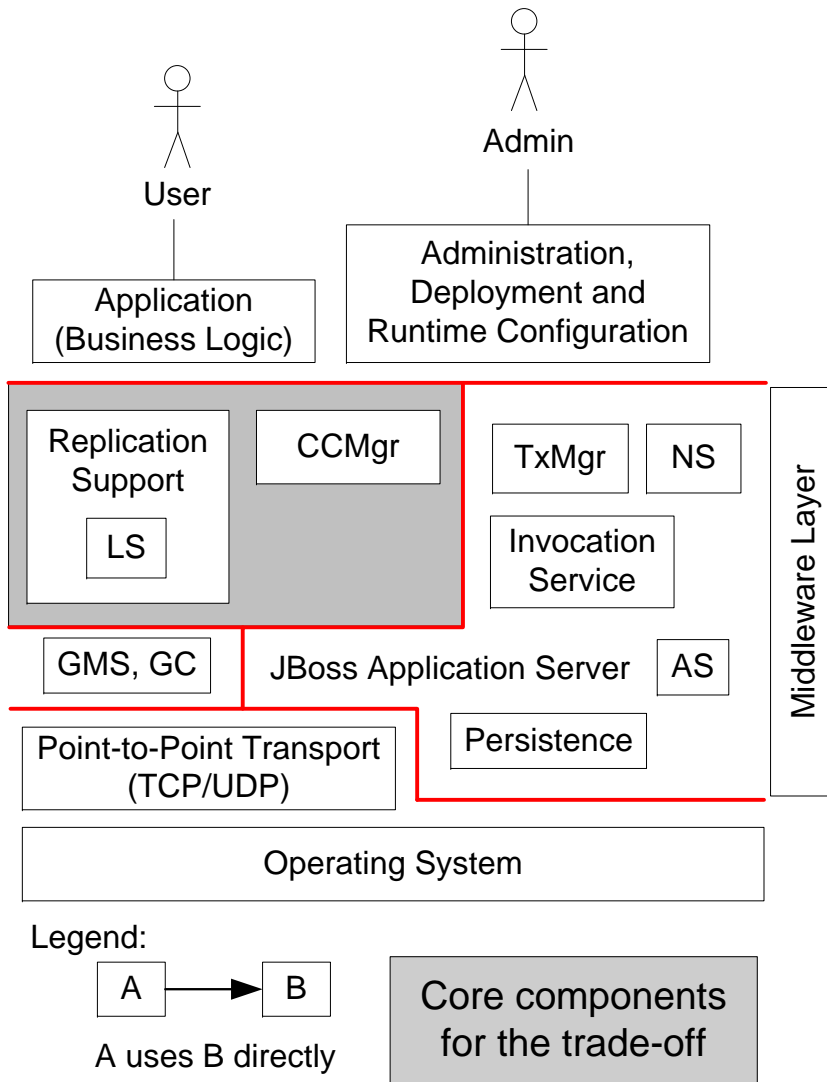 User
Admin
Application
(Business Logic)
Administration,
Deployment and
Runtime Configuration
Replication
Support
LS
CCMgr
TxMgr
NS
Invocation
Service
GMS, GC
JBoss Application Server
AS
Persistence
Middleware Layer
Point-to-Point Transport
(TCP/UDP)
Operating System
Legend:
A
B
A uses B directly
Core components
for the trade-off